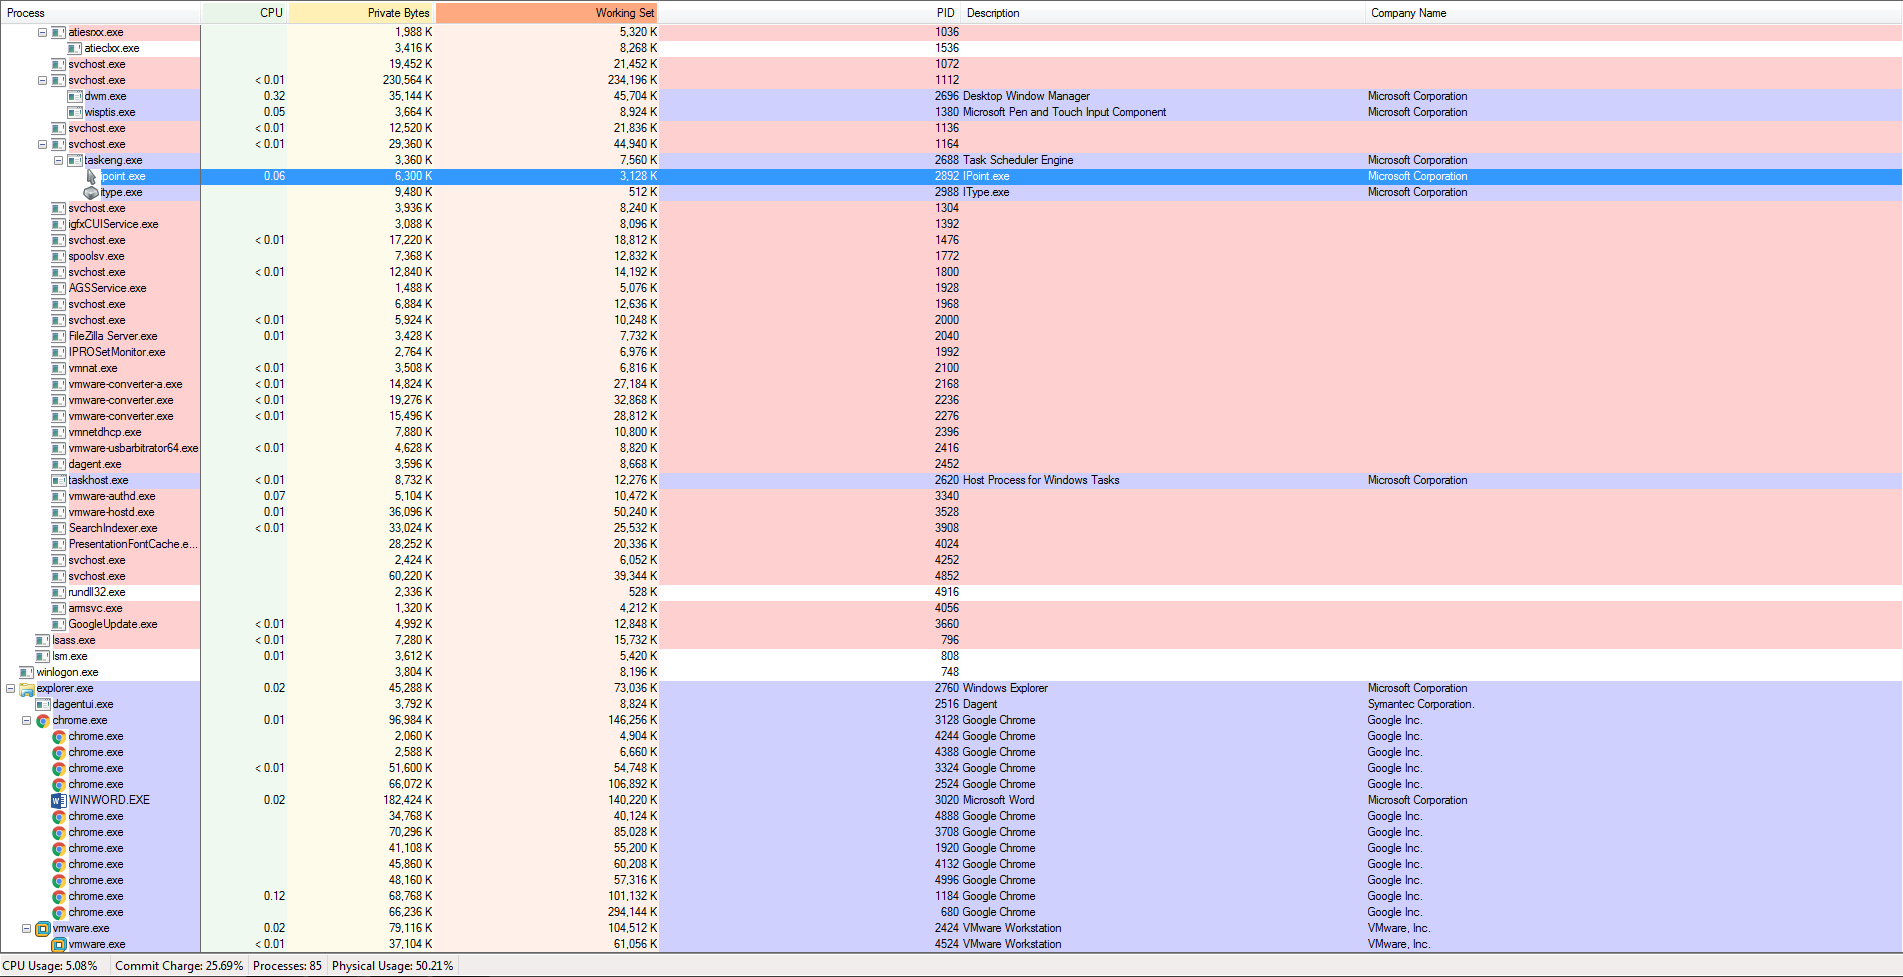 Process CPU Private Bytes Working Set PID Description Company Name
atiesrxx.exe 1,988 K 5,320 K 1036
atieclxx.exe 3,416 K 8,268 K 1536
svchost.exe 19,452 K 21,452 K 1072
svchost.exe < 0.01 230,564 K 234,196 K 1112
dwm.exe 0.32 35,144 K 45,704 K 2696 Desktop Window Manager Microsoft Corporation
wisptis.exe 0.05 3,664 K 8,924 K 1380 Microsoft Pen and Touch Input Component Microsoft Corporation
svchost.exe < 0.01 12,520 K 21,836 K 1136
svchost.exe < 0.01 29,360 K 44,940 K 1164
taskeng.exe 3,360 K 7,560 K 2688 Task Scheduler Engine Microsoft Corporation
ipoint.exe 0.06 6,300 K 3,128 K 2892 IPoint.exe Microsoft Corporation
itype.exe 9,480 K 512 K 2988 IType.exe Microsoft Corporation
svchost.exe 3,936 K 8,240 K 1304
igfxCUIService.exe 3,088 K 8,096 K 1392
svchost.exe < 0.01 17,220 K 18,812 K 1476
spoolsv.exe 7,368 K 12,832 K 1772
svchost.exe < 0.01 12,840 K 14,192 K 1800
AGSService.exe 1,488 K 5,076 K 1928
svchost.exe 6,884 K 12,636 K 1968
svchost.exe < 0.01 5,924 K 10,248 K 2000
FileZilla Server.exe 0.01 3,428 K 7,732 K 2040
IPROSetMonitor.exe 2,764 K 6,976 K 1992
vmnat.exe < 0.01 3,508 K 6,816 K 2100
vmware-converter-a.exe < 0.01 14,824 K 27,184 K 2168
vmware-converter.exe < 0.01 19,276 K 32,868 K 2236
vmware-converter.exe < 0.01 15,496 K 28,812 K 2276
vmnetdhcp.exe 7,880 K 10,800 K 2396
vmware-usbarbitrator64.exe < 0.01 4,628 K 8,820 K 2416
dagent.exe 3,596 K 8,668 K 2452
taskhost.exe < 0.01 8,732 K 12,276 K 2620 Host Process for Windows Tasks Microsoft Corporation
vmware-authd.exe 0.07 5,104 K 10,472 K 3340
vmware-hostd.exe 0.01 36,096 K 50,240 K 3528
SearchIndexer.exe < 0.01 33,024 K 25,532 K 3908
PresentationFontCache.e... 28,252 K 20,336 K 4024
svchost.exe 2,424 K 6,052 K 4252
svchost.exe 60,220 K 39,344 K 4852
rundll32.exe 2,336 K 528 K 4916
armsvc.exe 1,320 K 4,212 K 4056
GoogleUpdate.exe < 0.01 4,992 K 12,848 K 3660
lsass.exe < 0.01 7,280 K 15,732 K 796
lsm.exe 0.01 3,612 K 5,420 K 808
winlogon.exe 3,804 K 8,196 K 748
explorer.exe 0.02 45,288 K 73,036 K 2760 Windows Explorer Microsoft Corporation
dagentui.exe 3,792 K 8,824 K 2516 Dagent Symantec Corporation.
chrome.exe 0.01 96,984 K 146,256 K 3128 Google Chrome Google Inc.
chrome.exe 2,060 K 4,904 K 4244 Google Chrome Google Inc.
chrome.exe 2,588 K 6,660 K 4388 Google Chrome Google Inc.
chrome.exe < 0.01 51,600 K 54,748 K 3324 Google Chrome Google Inc.
chrome.exe 66,072 K 106,892 K 2524 Google Chrome Google Inc.
WINWORD.EXE 0.02 182,424 K 140,220 K 3020 Microsoft Word Microsoft Corporation
chrome.exe 34,768 K 40,124 K 4888 Google Chrome Google Inc.
chrome.exe 70,296 K 85,028 K 3708 Google Chrome Google Inc.
chrome.exe 41,108 K 55,200 K 1920 Google Chrome Google Inc.
chrome.exe 45,860 K 60,208 K 4132 Google Chrome Google Inc.
chrome.exe 48,160 K 57,316 K 4996 Google Chrome Google Inc.
chrome.exe 0.12 68,768 K 101,132 K 1184 Google Chrome Google Inc.
chrome.exe 66,236 K 294,144 K 680 Google Chrome Google Inc.
vmware.exe 0.02 79,116 K 104,512 K 2424 VMware Workstation VMware, Inc.
vmware.exe < 0.01 37,104 K 61,056 K 4524 VMware Workstation VMware, Inc.
CPU Usage: 5.08% Commit Charge: 25.69% Processes: 85 Physical Usage: 50.21%